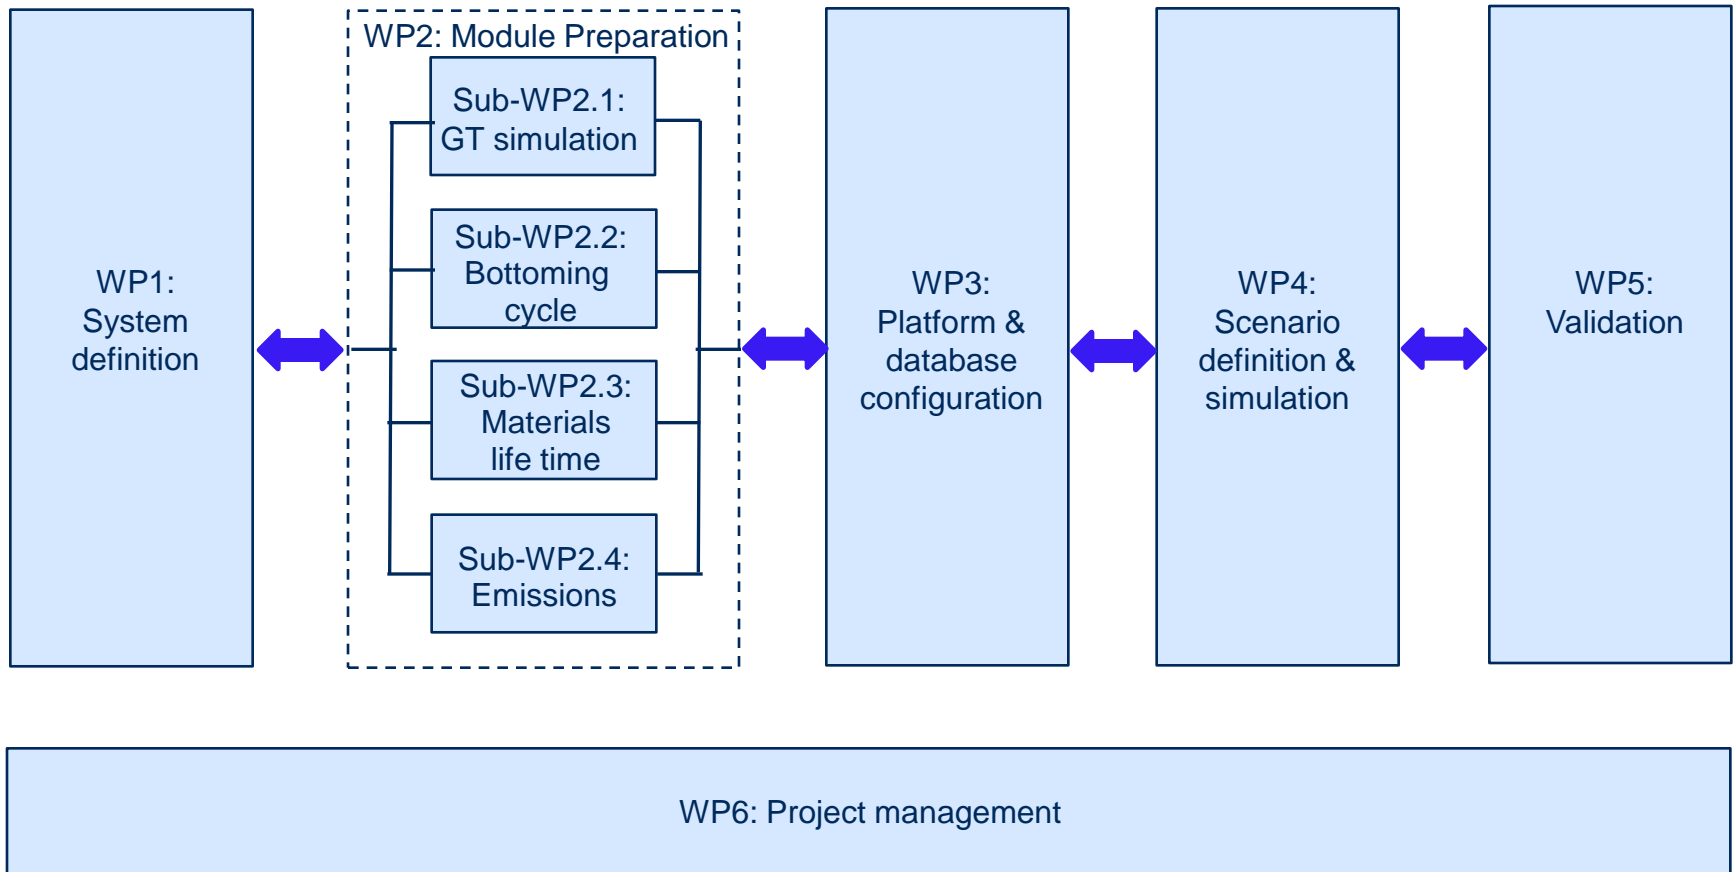 WP1:
System
definition
WP2: Module Preparation
Sub-WP2.1:
GT simulation
Sub-WP2.2:
Bottoming
cycle
Sub-WP2.3:
Materials
life time
Sub-WP2.4:
Emissions
WP3:
Platform &
database
configuration
WP4:
Scenario
definition &
simulation
WP5:
Validation
WP6: Project management